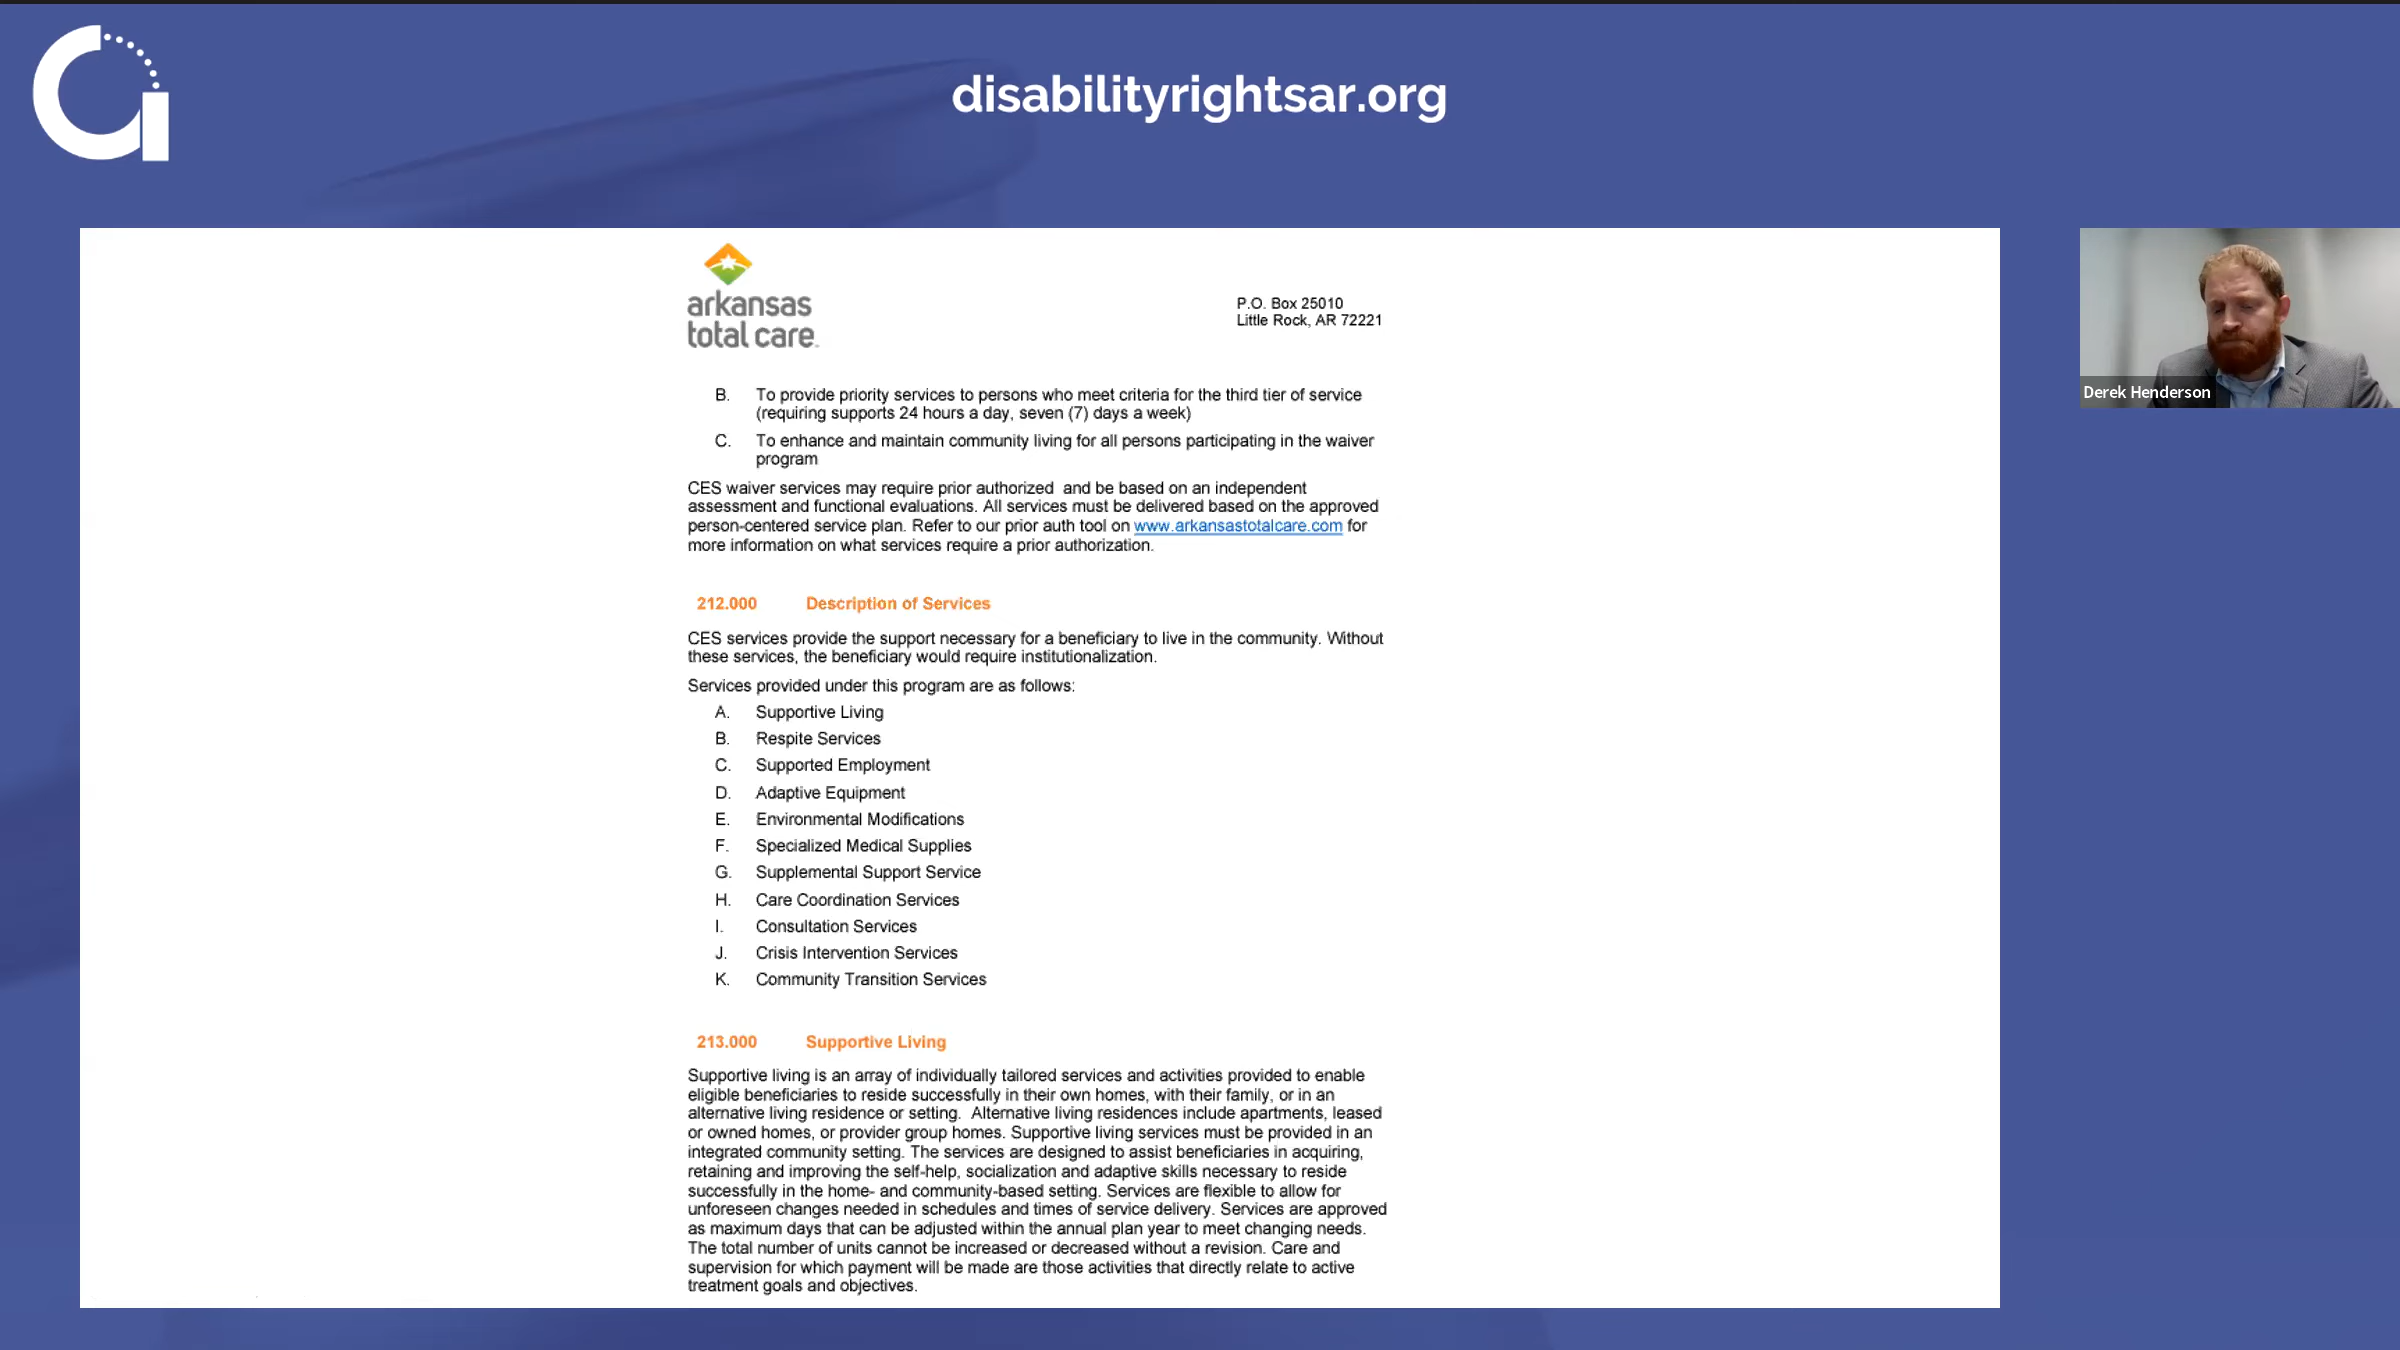 disabilityrightsar.org
arkansas
total care
P.O. Box 25010
Little Rock, AR 72221
B. To provide priority services to persons who meet criteria for the third tier of service
(requiring supports 24 hours a day, seven (7) days a week)
C. To enhance and maintain community living for all persons participating in the waiver
program
CES waiver services may require prior authorized  and be based on an independent
assessment and functional evaluations. All services must be delivered based on the approved
person-centered service plan. Refer to our prior auth tool on www.arkansastotalcare.com for
more information on what services require a prior authorization.
212.000 Description of Services
CES services provide the support necessary for a beneficiary to live in the community. Without
these services, the beneficiary would require institutionalization.
Services provided under this program are as follows:
A. Supportive Living
B. Respite Services
C. Supported Employment
D. Adaptive Equipment
E. Environmental Modifications
F. Specialized Medical Supplies
G. Supplemental Support Service
H. Care Coordination Services
I. Consultation Services
J. Crisis Intervention Services
K. Community Transition Services
213.000 Supportive Living
Supportive living is an array of individually tailored services and activities provided to enable
eligible beneficiaries to reside successfully in their own homes, with their family, or in an
alternative living residence or setting.  Alternative living residences include apartments, leased
or owned homes, or provider group homes. Supportive living services must be provided in an
integrated community setting. The services are designed to assist beneficiaries in acquiring,
retaining and improving the self-help, socialization and adaptive skills necessary to reside
successfully in the home- and community-based setting. Services are flexible to allow for
unforeseen changes needed in schedules and times of service delivery. Services are approved
as maximum days that can be adjusted within the annual plan year to meet changing needs.
The total number of units cannot be increased or decreased without a revision. Care and
supervision for which payment will be made are those activities that directly relate to active
treatment goals and objectives.
Derek Henderson